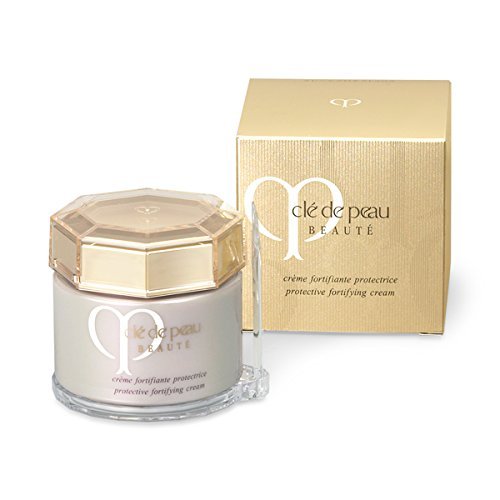 clé de peau
BEAUTÉ
crème fortifiante protectrice
protective fortifying cream
clé de peau
BEAUTÉ
crème fortifiante protectrice
protective fortifying cream